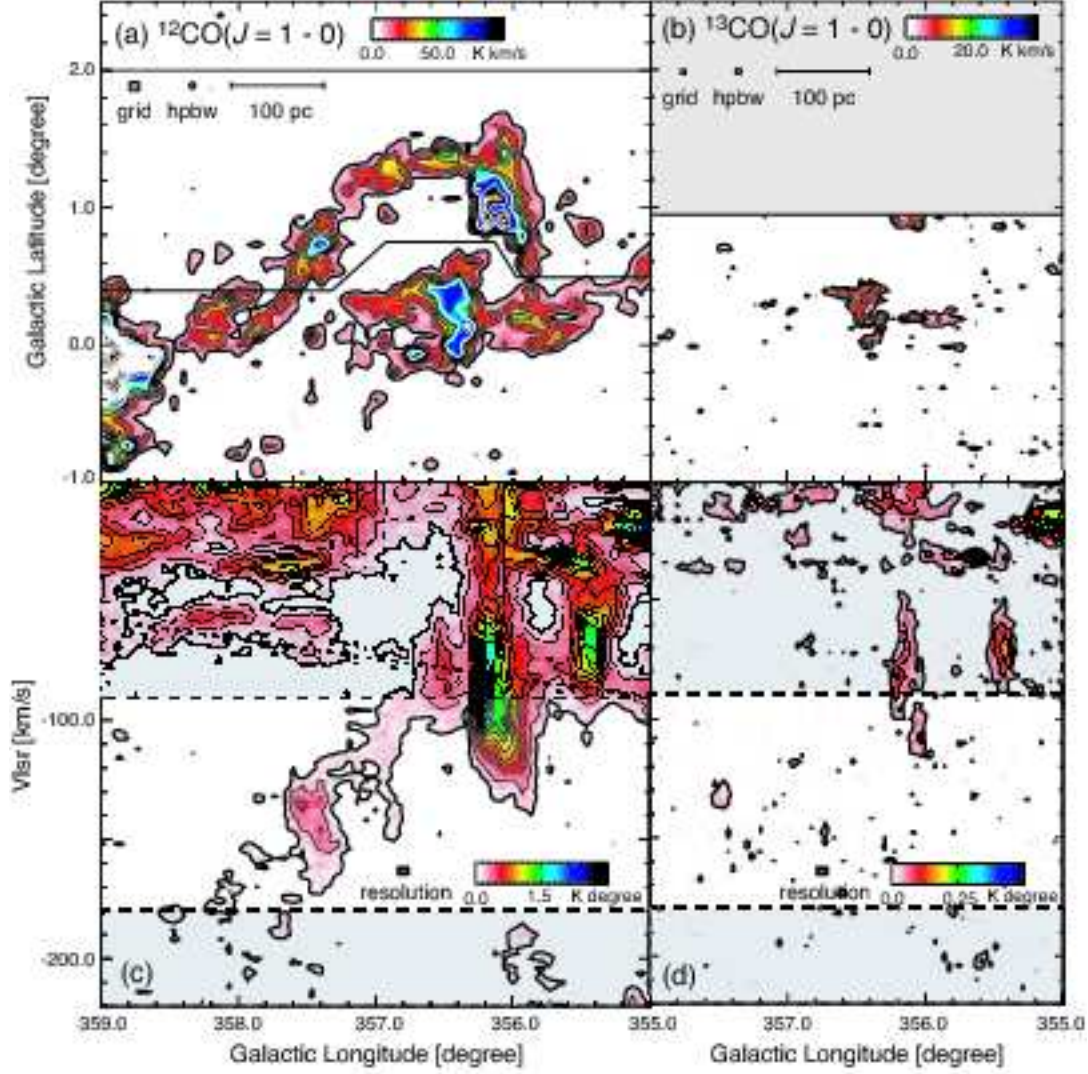 (a) ¹²CO(J = 1 - 0)
0.0 50.0 K km/s
grid hpbw 100 pc
(b) ¹³CO(J = 1 - 0)
0.0 20.0 K km/s
grid hpbw 100 pc
2.0
1.0
0.0
-1.0
Galactic Latitude [degree]
-100.0
-200.0
Vlsr [km/s]
resolution 0.0 1.5 K degree
(c)
resolution 0.0 0.25 K degree
(d)
359.0 358.0 357.0 356.0 355.0 357.0 356.0 355.0
Galactic Longitude [degree] Galactic Longitude [degree]